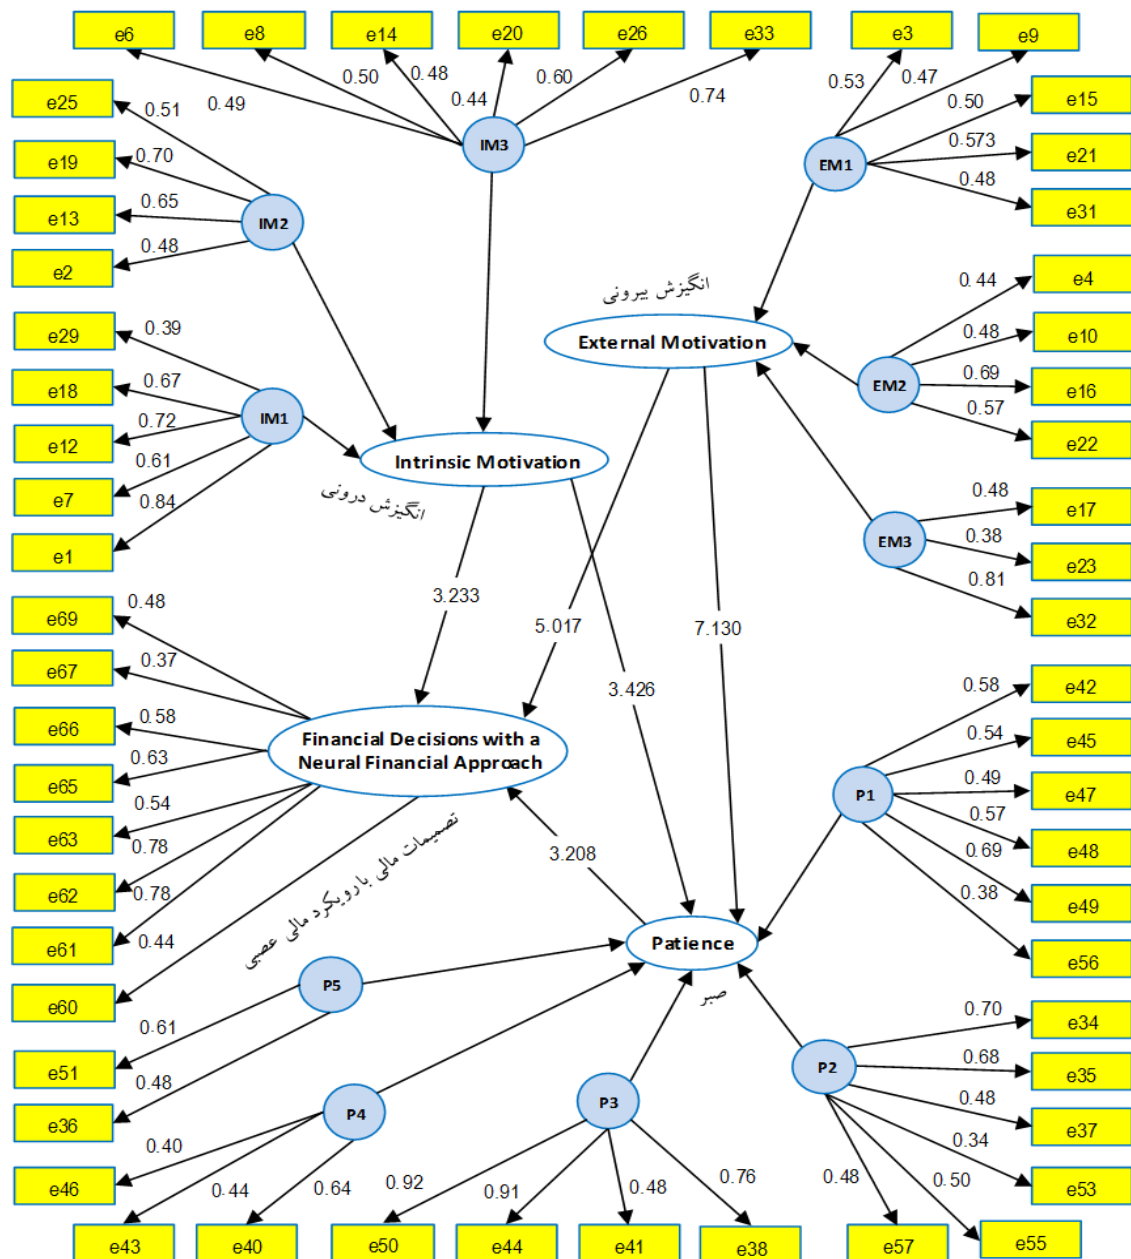 e6
e8
e14
e20
e26
e33
e3
e9
0.49
0.50
0.48
0.44
0.60
0.74
0.53
0.47
e25
0.51
IM3
0.50
e15
e19
0.70
EM1
0.573
e21
e13
0.65
IM2
0.48
e31
e2
0.48
انگیزش بیرونی
0.44
e4
e29
0.39
External Motivation
0.48
e10
e18
0.67
IM1
EM2
0.69
e16
e12
0.72
0.57
e22
e7
0.61
Intrinsic Motivation
انگیزش درونی
e1
0.84
EM3
0.48
e17
0.38
e23
0.81
e32
3.233
5.017
7.130
3.426
e69
0.48
e67
0.37
e66
0.58
e65
0.63
e63
0.54
e62
0.78
e61
0.78
e60
0.44
Financial Decisions with a
Neural Financial Approach
تصمیمات مالی با رویکرد مالی عصبی
3.208
P1
0.58
e42
0.54
e45
0.49
e47
0.57
e48
0.69
e49
0.38
e56
Patience
صبر
P5
0.61
e51
0.48
e36
P4
0.40
e46
0.44
e43
0.64
e40
P3
0.92
e50
0.91
e44
0.48
e41
0.76
e38
P2
0.70
e34
0.68
e35
0.48
e37
0.34
e53
0.50
e55
0.48
e57